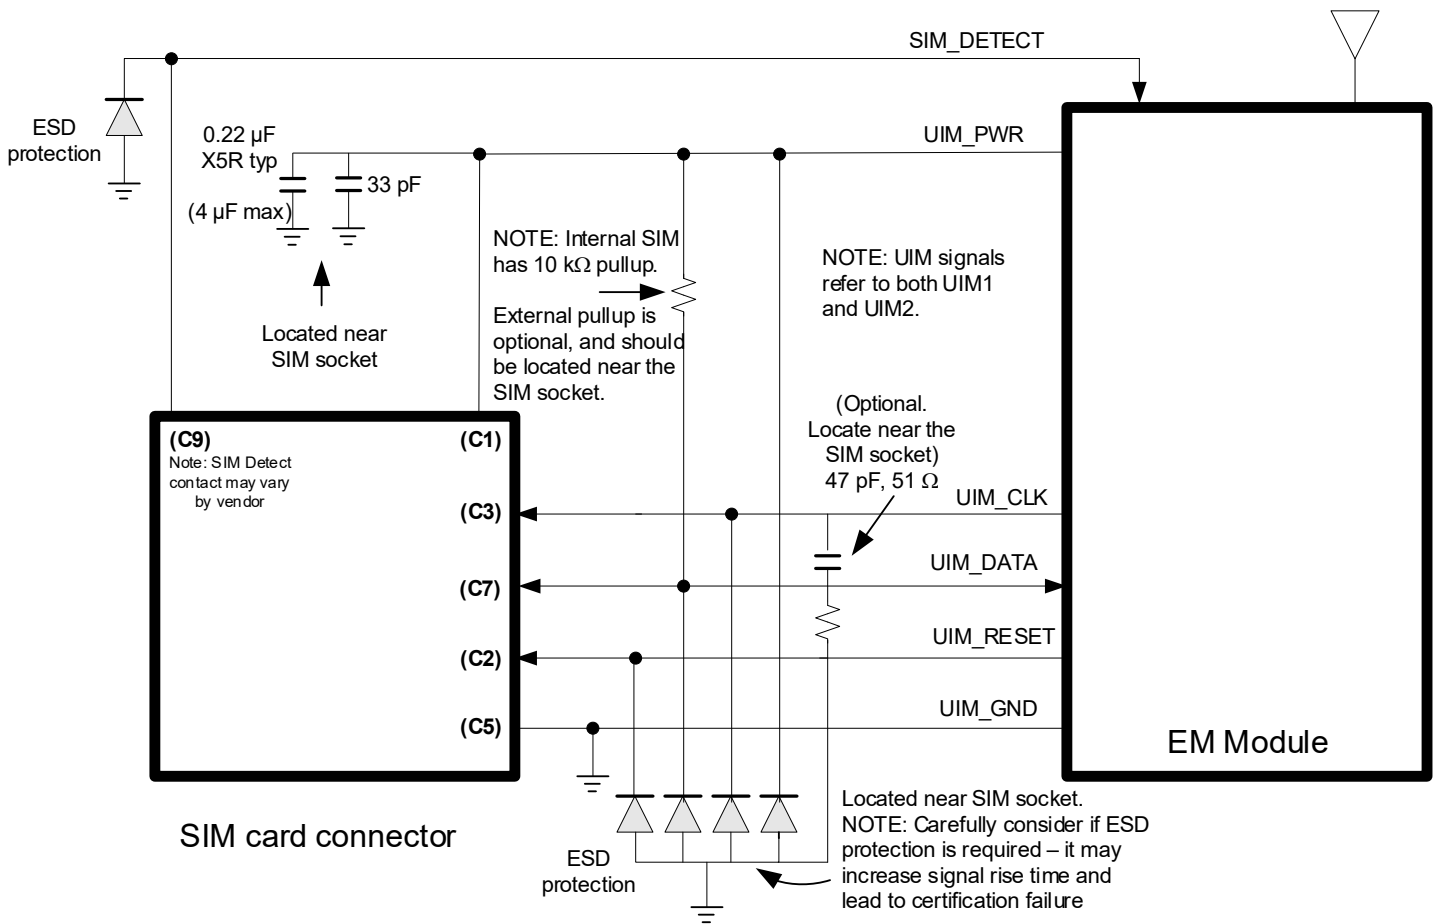 SIM_DETECT
ESD
protection
0.22 µF
X5R typ
(4 µF max)
33 pF
UIM_PWR
NOTE: Internal SIM
has 10 kΩ pullup.
External pullup is
optional, and should
be located near the
SIM socket.
NOTE: UIM signals
refer to both UIM1
and UIM2.
Located near
SIM socket
(Optional.
Locate near the
SIM socket)
47 pF, 51 Ω
(C9)
Note: SIM Detect
contact may vary
by vendor
(C1)
(C3)
UIM_CLK
(C7)
UIM_DATA
(C2)
UIM_RESET
(C5)
UIM_GND
EM Module
SIM card connector
ESD
protection
Located near SIM socket.
NOTE: Carefully consider if ESD
protection is required – it may
increase signal rise time and
lead to certification failure